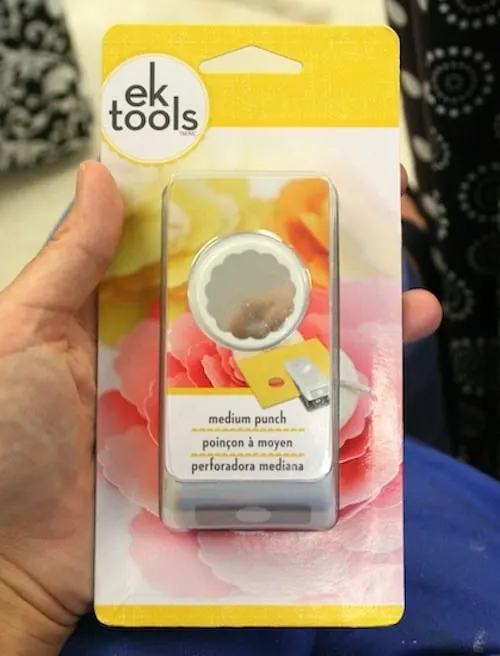 ek
tools
medium punch
poinçon à moyen
perforadora mediana